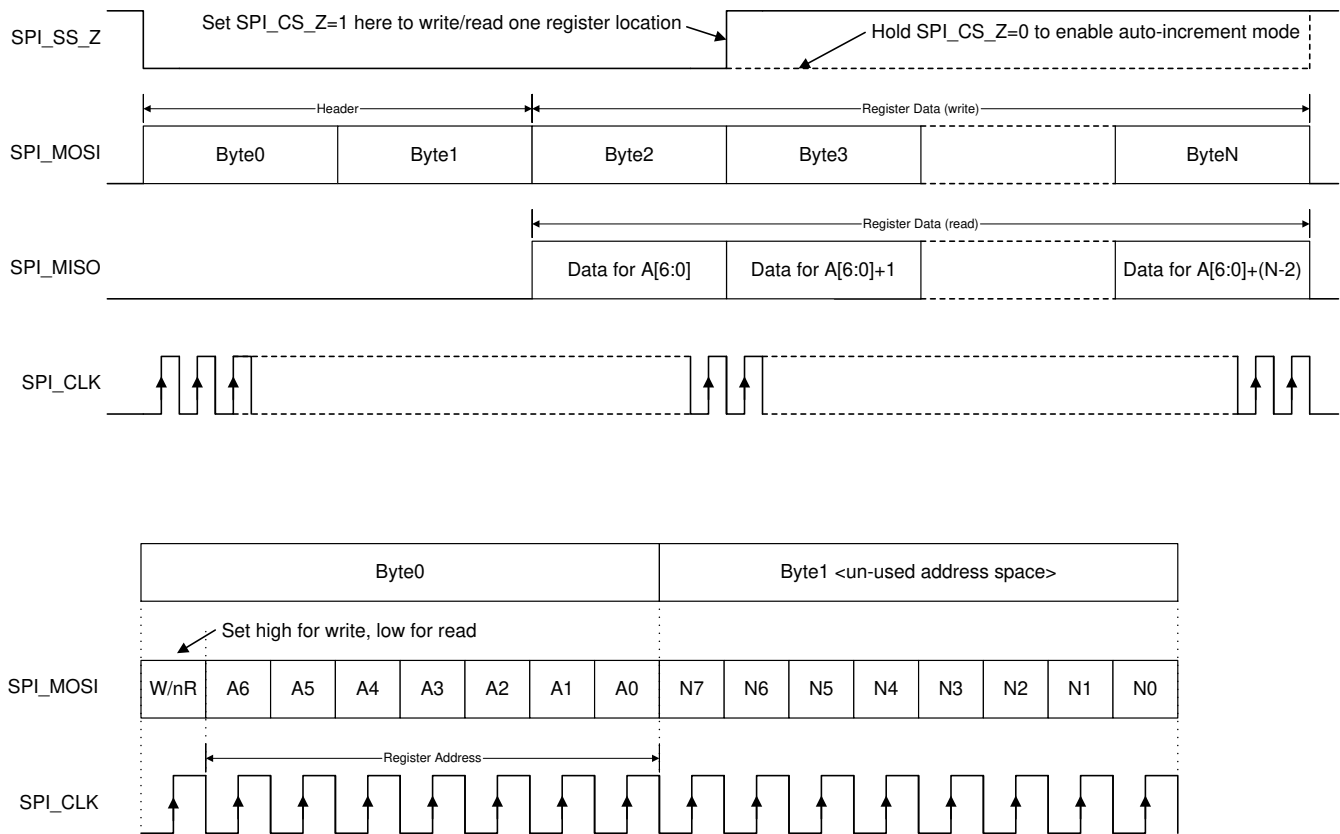 Set SPI_CS_Z=1 here to write/read one register location
SPI_SS_Z
Hold SPI_CS_Z=0 to enable auto-increment mode
Header
Register Data (write)
SPI_MOSI
Byte0
Byte1
Byte2
Byte3
ByteN
Register Data (read)
SPI_MISO
Data for A[6:0]
Data for A[6:0]+1
Data for A[6:0]+(N-2)
SPI_CLK
Byte0
Byte1 <un-used address space>
Set high for write, low for read
SPI_MOSI
W/nR
A6
A5
A4
A3
A2
A1
A0
N7
N6
N5
N4
N3
N2
N1
N0
Register Address
SPI_CLK